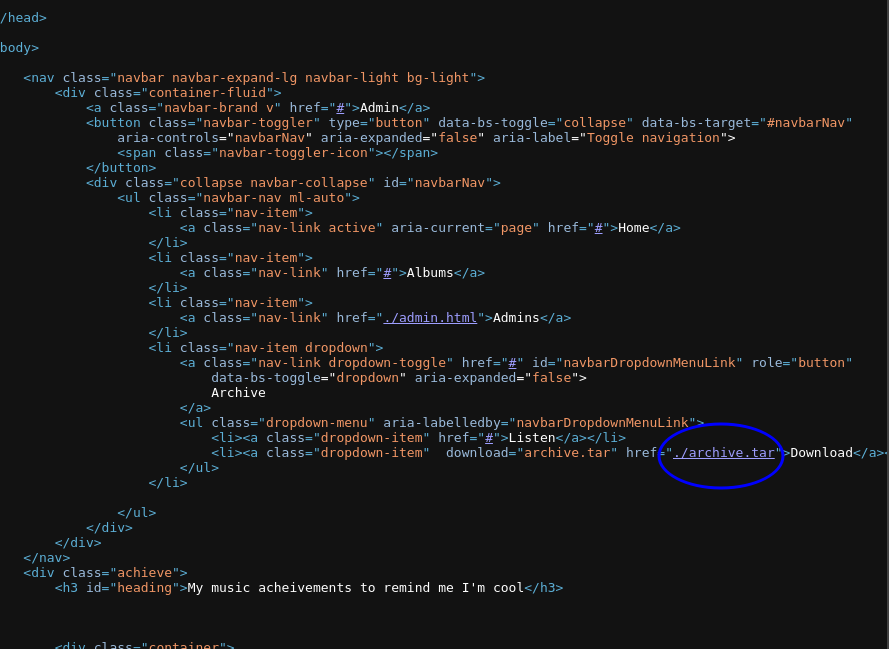 /head>
body>
<nav class="navbar navbar-expand-lg navbar-light bg-light">
<div class="container-fluid">
<a class="navbar-brand v" href="#">Admin</a>
<button class="navbar-toggler" type="button" data-bs-toggle="collapse" data-bs-target="#navbarNav"
aria-controls="navbarNav" aria-expanded="false" aria-label="Toggle navigation">
<span class="navbar-toggler-icon"></span>
</button>
<div class="collapse navbar-collapse" id="navbarNav">
<ul class="navbar-nav ml-auto">
<li class="nav-item">
<a class="nav-link active" aria-current="page" href="#">Home</a>
</li>
<li class="nav-item">
<a class="nav-link" href="#">Albums</a>
</li>
<li class="nav-item">
<a class="nav-link" href="./admin.html">Admins</a>
</li>
<li class="nav-item dropdown">
<a class="nav-link dropdown-toggle" href="#" id="navbarDropdownMenuLink" role="button"
data-bs-toggle="dropdown" aria-expanded="false">
Archive
</a>
<ul class="dropdown-menu" aria-labelledby="navbarDropdownMenuLink">
<li><a class="dropdown-item" href="#">Listen</a></li>
<li><a class="dropdown-item"  download="archive.tar" href="./archive.tar">Download</a><
</ul>
</li>
</ul>
</div>
</div>
</nav>
<div class="achieve">
<h3 id="heading">My music acheivements to remind me I'm cool</h3>
<div class="container">